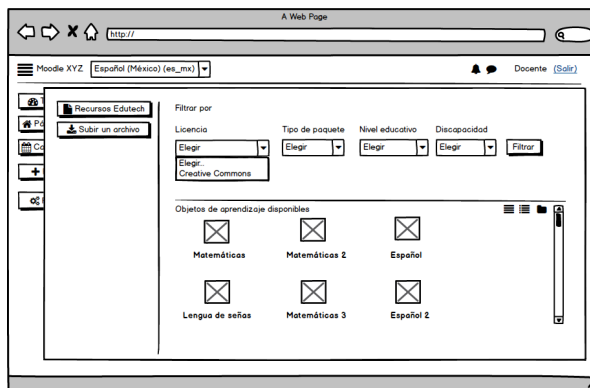 A Web Page
http://
Moodle XYZ Español (México) (es_mx) Docente (Salir)
Recursos Edutech
Subir un archivo
Filtrar por
Licencia Tipo de paquete Nivel educativo Discapacidad
Elegir Elegir Elegir Elegir Filtrar
Elegir..
Creative Commons
Objetos de aprendizaje disponibles
Matemáticas Matemáticas 2 Español
Lengua de señas Matemáticas 3 Español 2